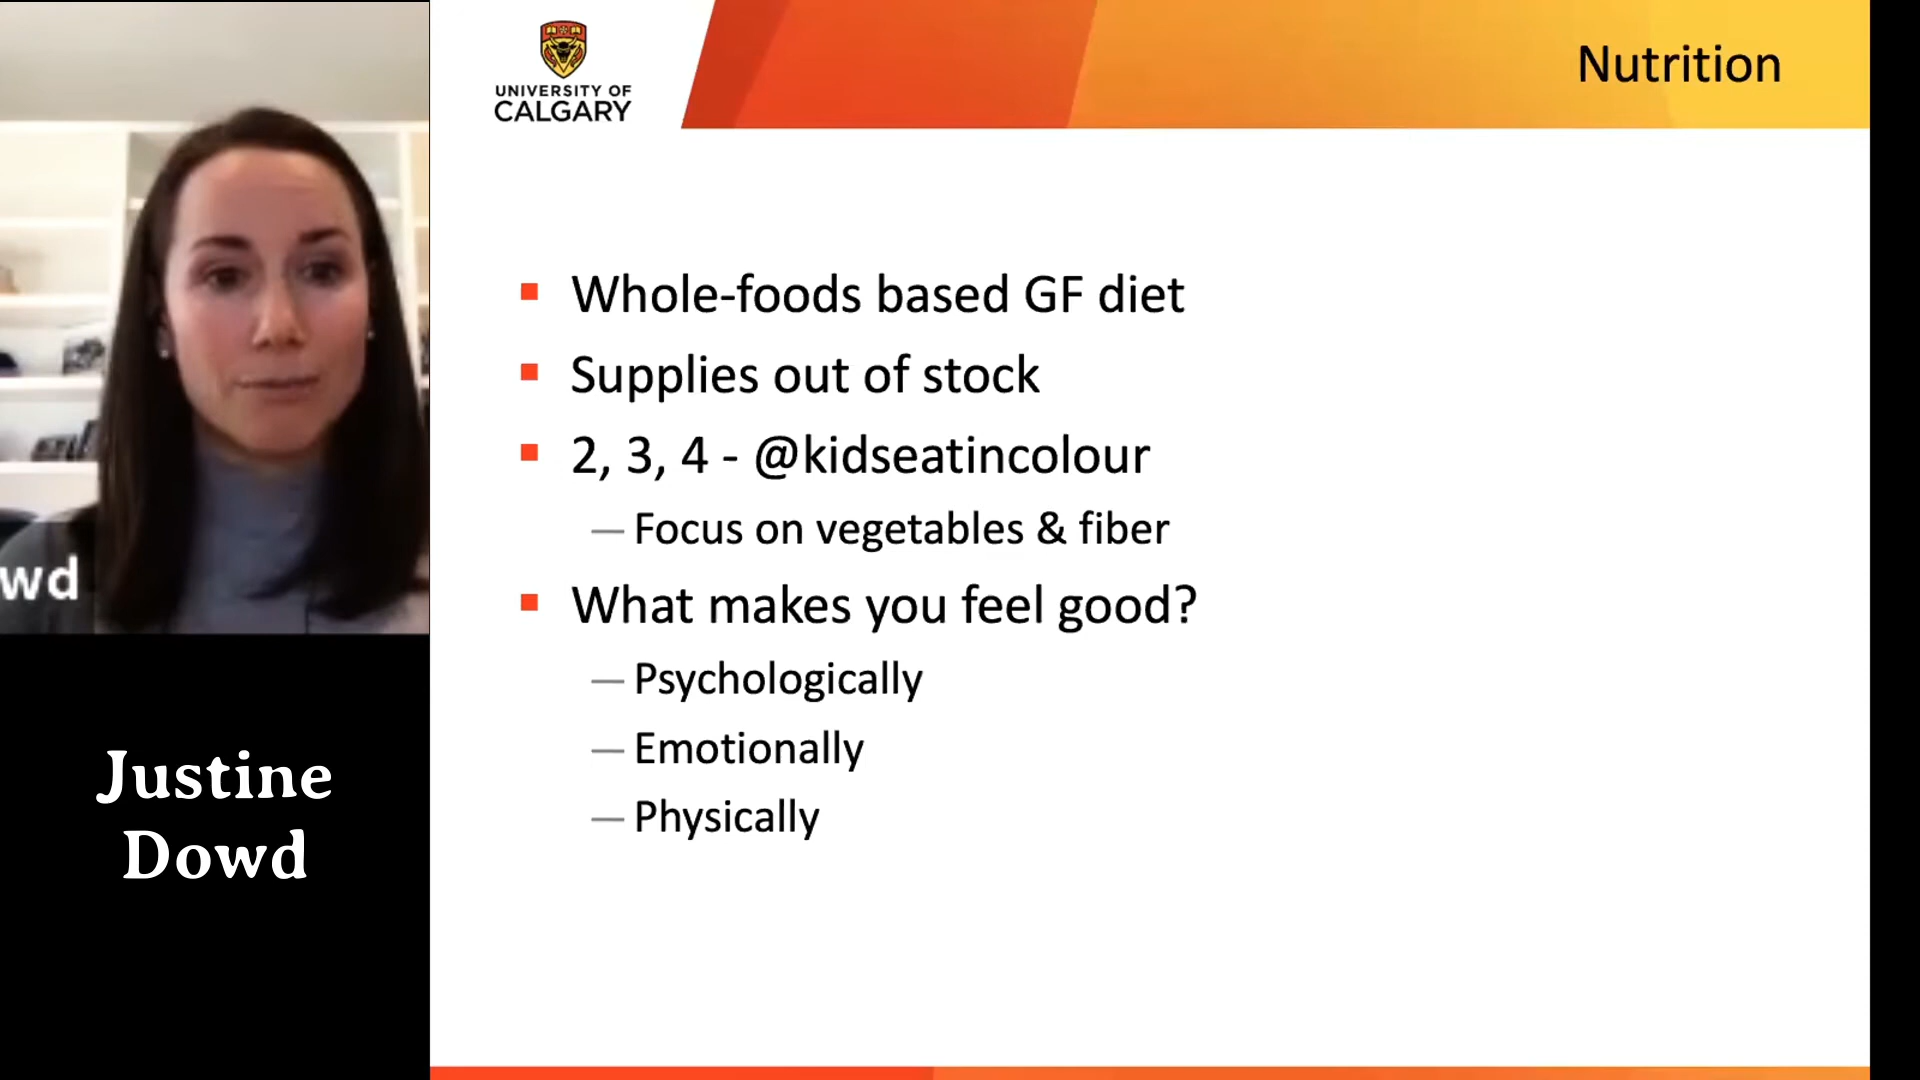 UNIVERSITY OF
CALGARY
Nutrition
Whole-foods based GF diet
Supplies out of stock
2, 3, 4 - @kidseatincolour
— Focus on vegetables & fiber
What makes you feel good?
— Psychologically
— Emotionally
— Physically
wd
Justine
Dowd